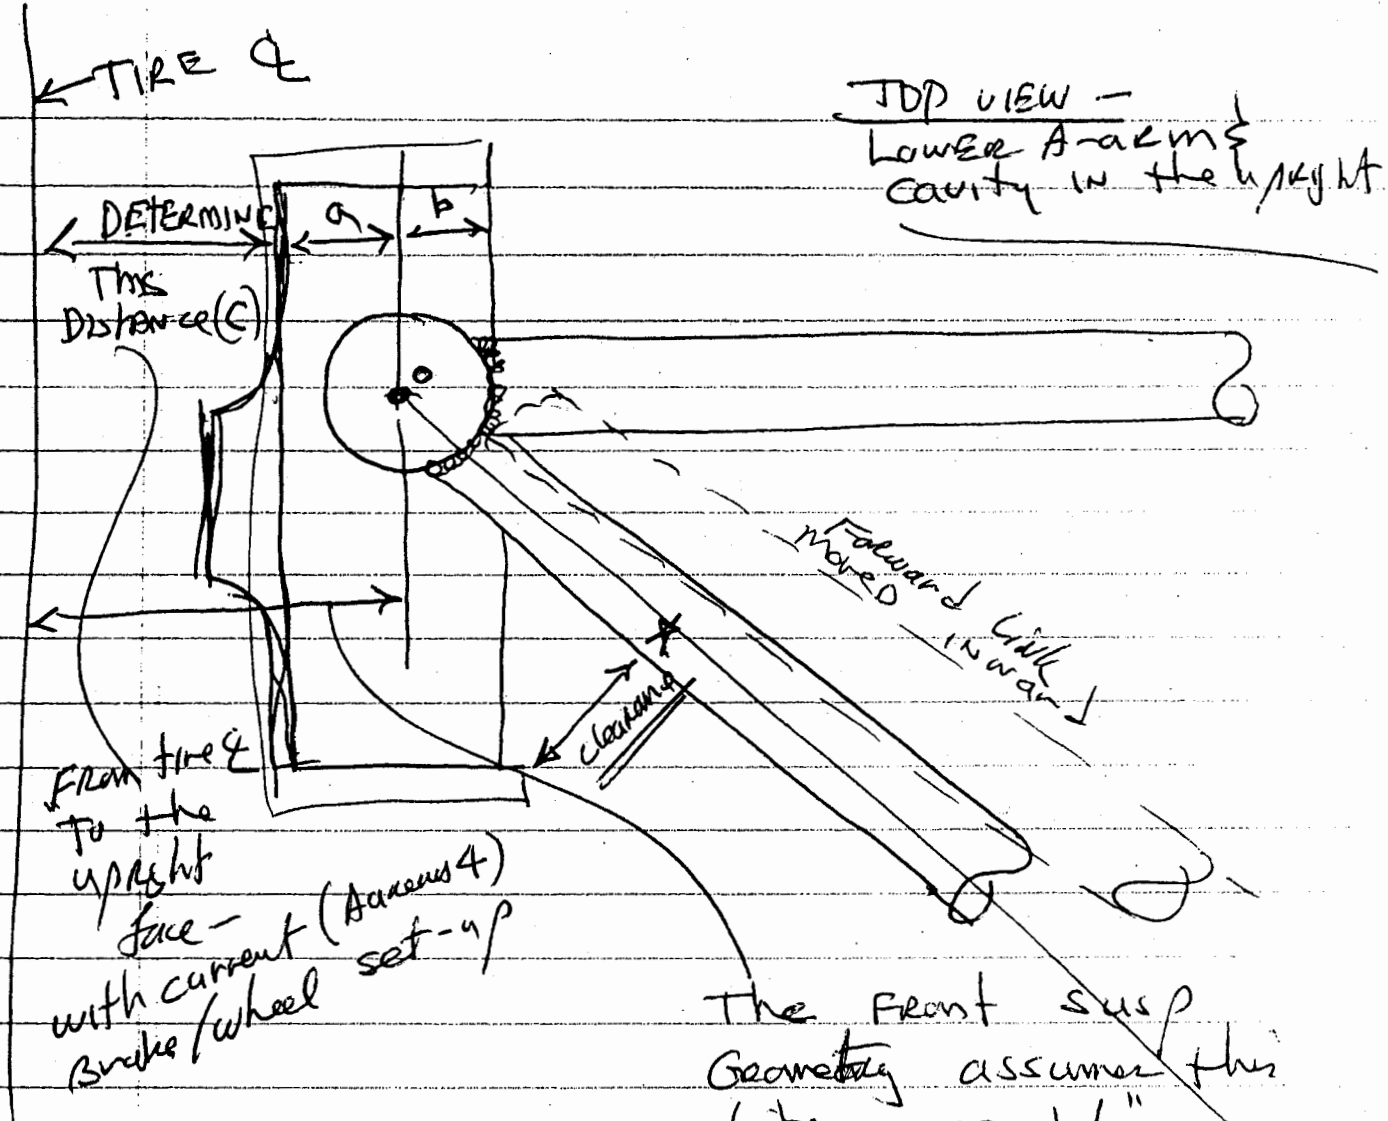 TIRE ℄
TOP VIEW —
LOWER A-ARM &
CAVITY IN the upright
DETERMINE
a
b
This
Distance (C)
Forward Link
moved inward
clearance
From tire ℄
To the
upright
face -
with current (        4)
Brake/wheel set-up
The Front susp
Geometry assumes this